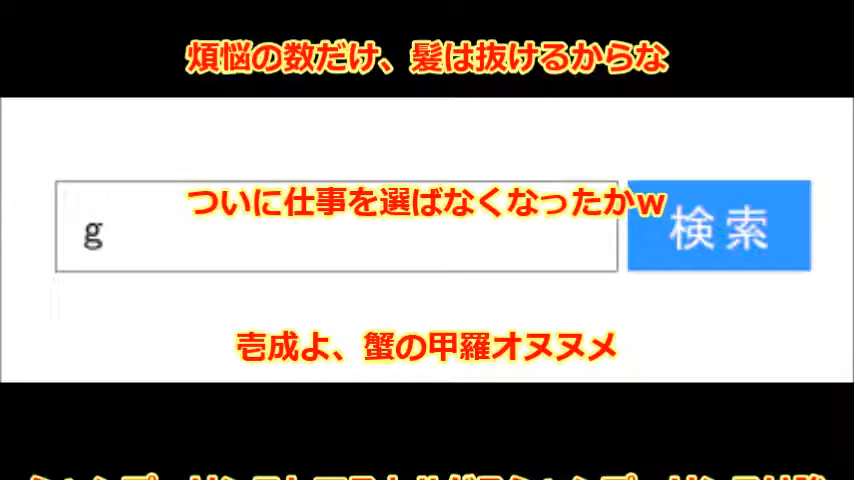 煩悩の数だけ、髪は抜けるからな
ついに仕事を選ばなくなったかw
g
検索
壱成よ、蟹の甲羅オヌヌメ